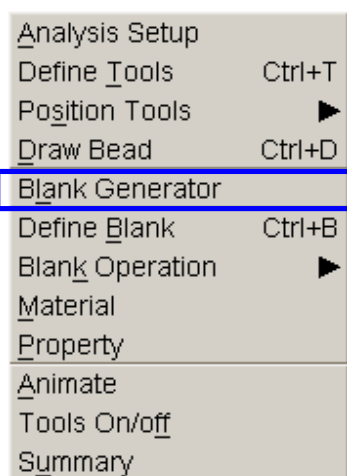 Analysis Setup
Define Tools Ctrl+T
Position Tools
Draw Bead Ctrl+D
Blank Generator
Define Blank Ctrl+B
Blank Operation
Material
Property
Animate
Tools On/off
Summary